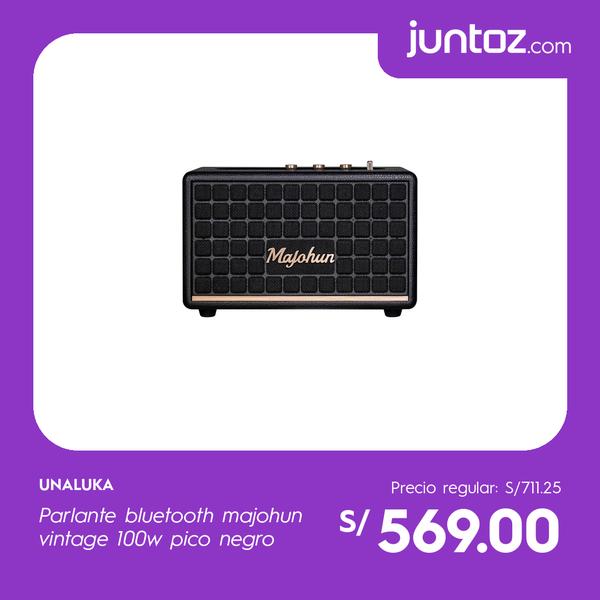 juntoz.com
Majohun
UNALUKA
Parlante bluetooth majohun
vintage 100w pico negro
Precio regular: S/711.25
S/ 569.00